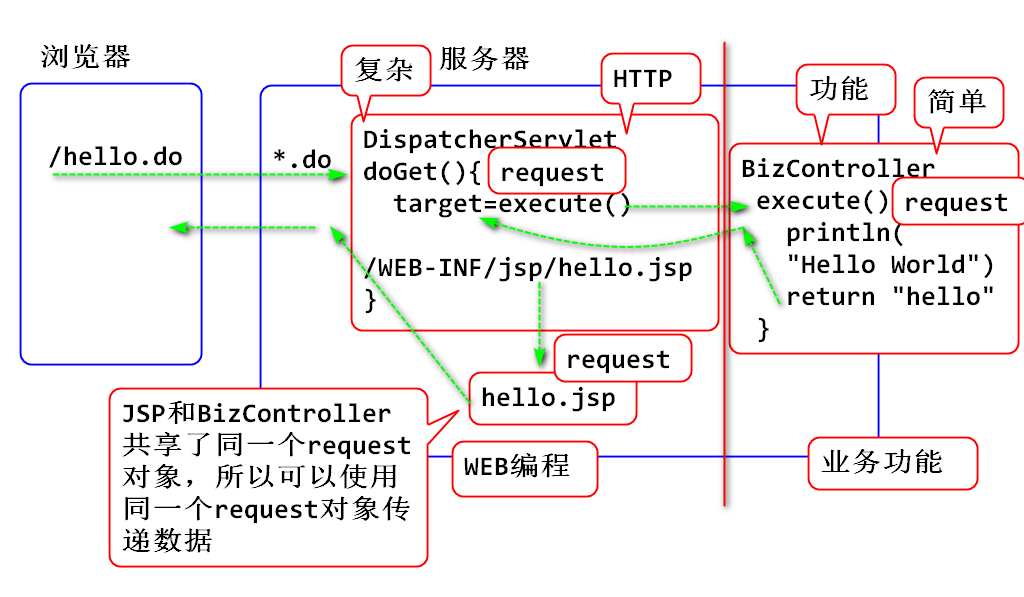 浏览器
/hello.do
服务器
*.do
复杂
HTTP
DispatcherServlet
doGet(){
request
target=execute()
/WEB-INF/jsp/hello.jsp
}
request
hello.jsp
JSP和BizController
共享了同一个request
对象，所以可以使用
同一个request对象传
递数据
WEB编程
功能
简单
BizController
execute()
request
println(
"Hello World")
return "hello"
}
业务功能